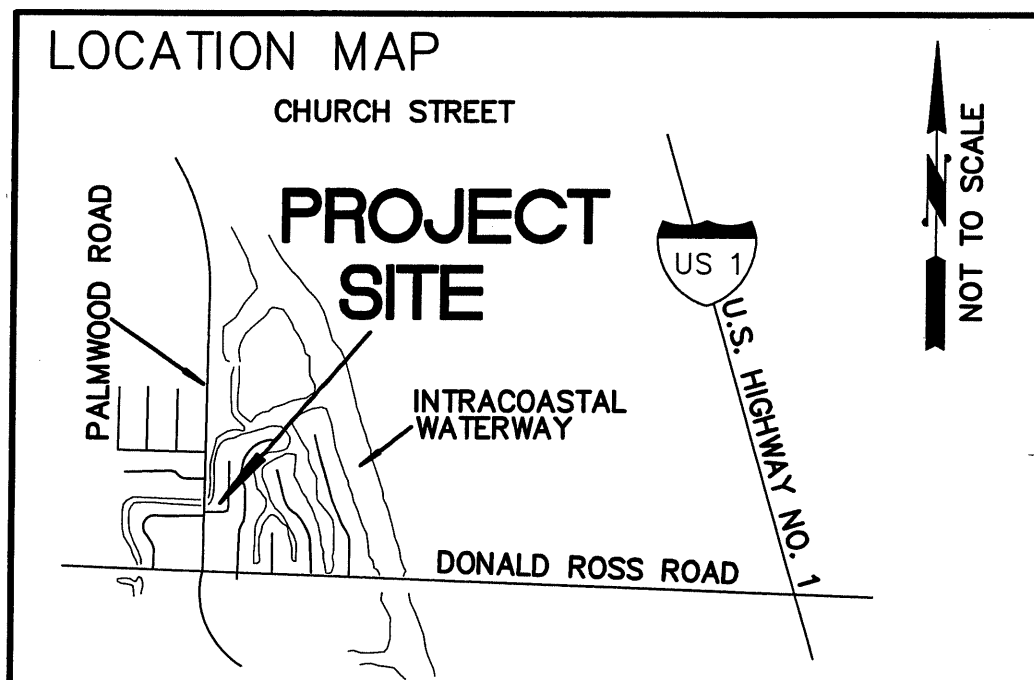 LOCATION MAP
CHURCH STREET
PROJECT
SITE
PALMWOOD ROAD
INTRACOASTAL
WATERWAY
US 1
U.S. HIGHWAY NO. 1
DONALD ROSS ROAD
NOT TO SCALE